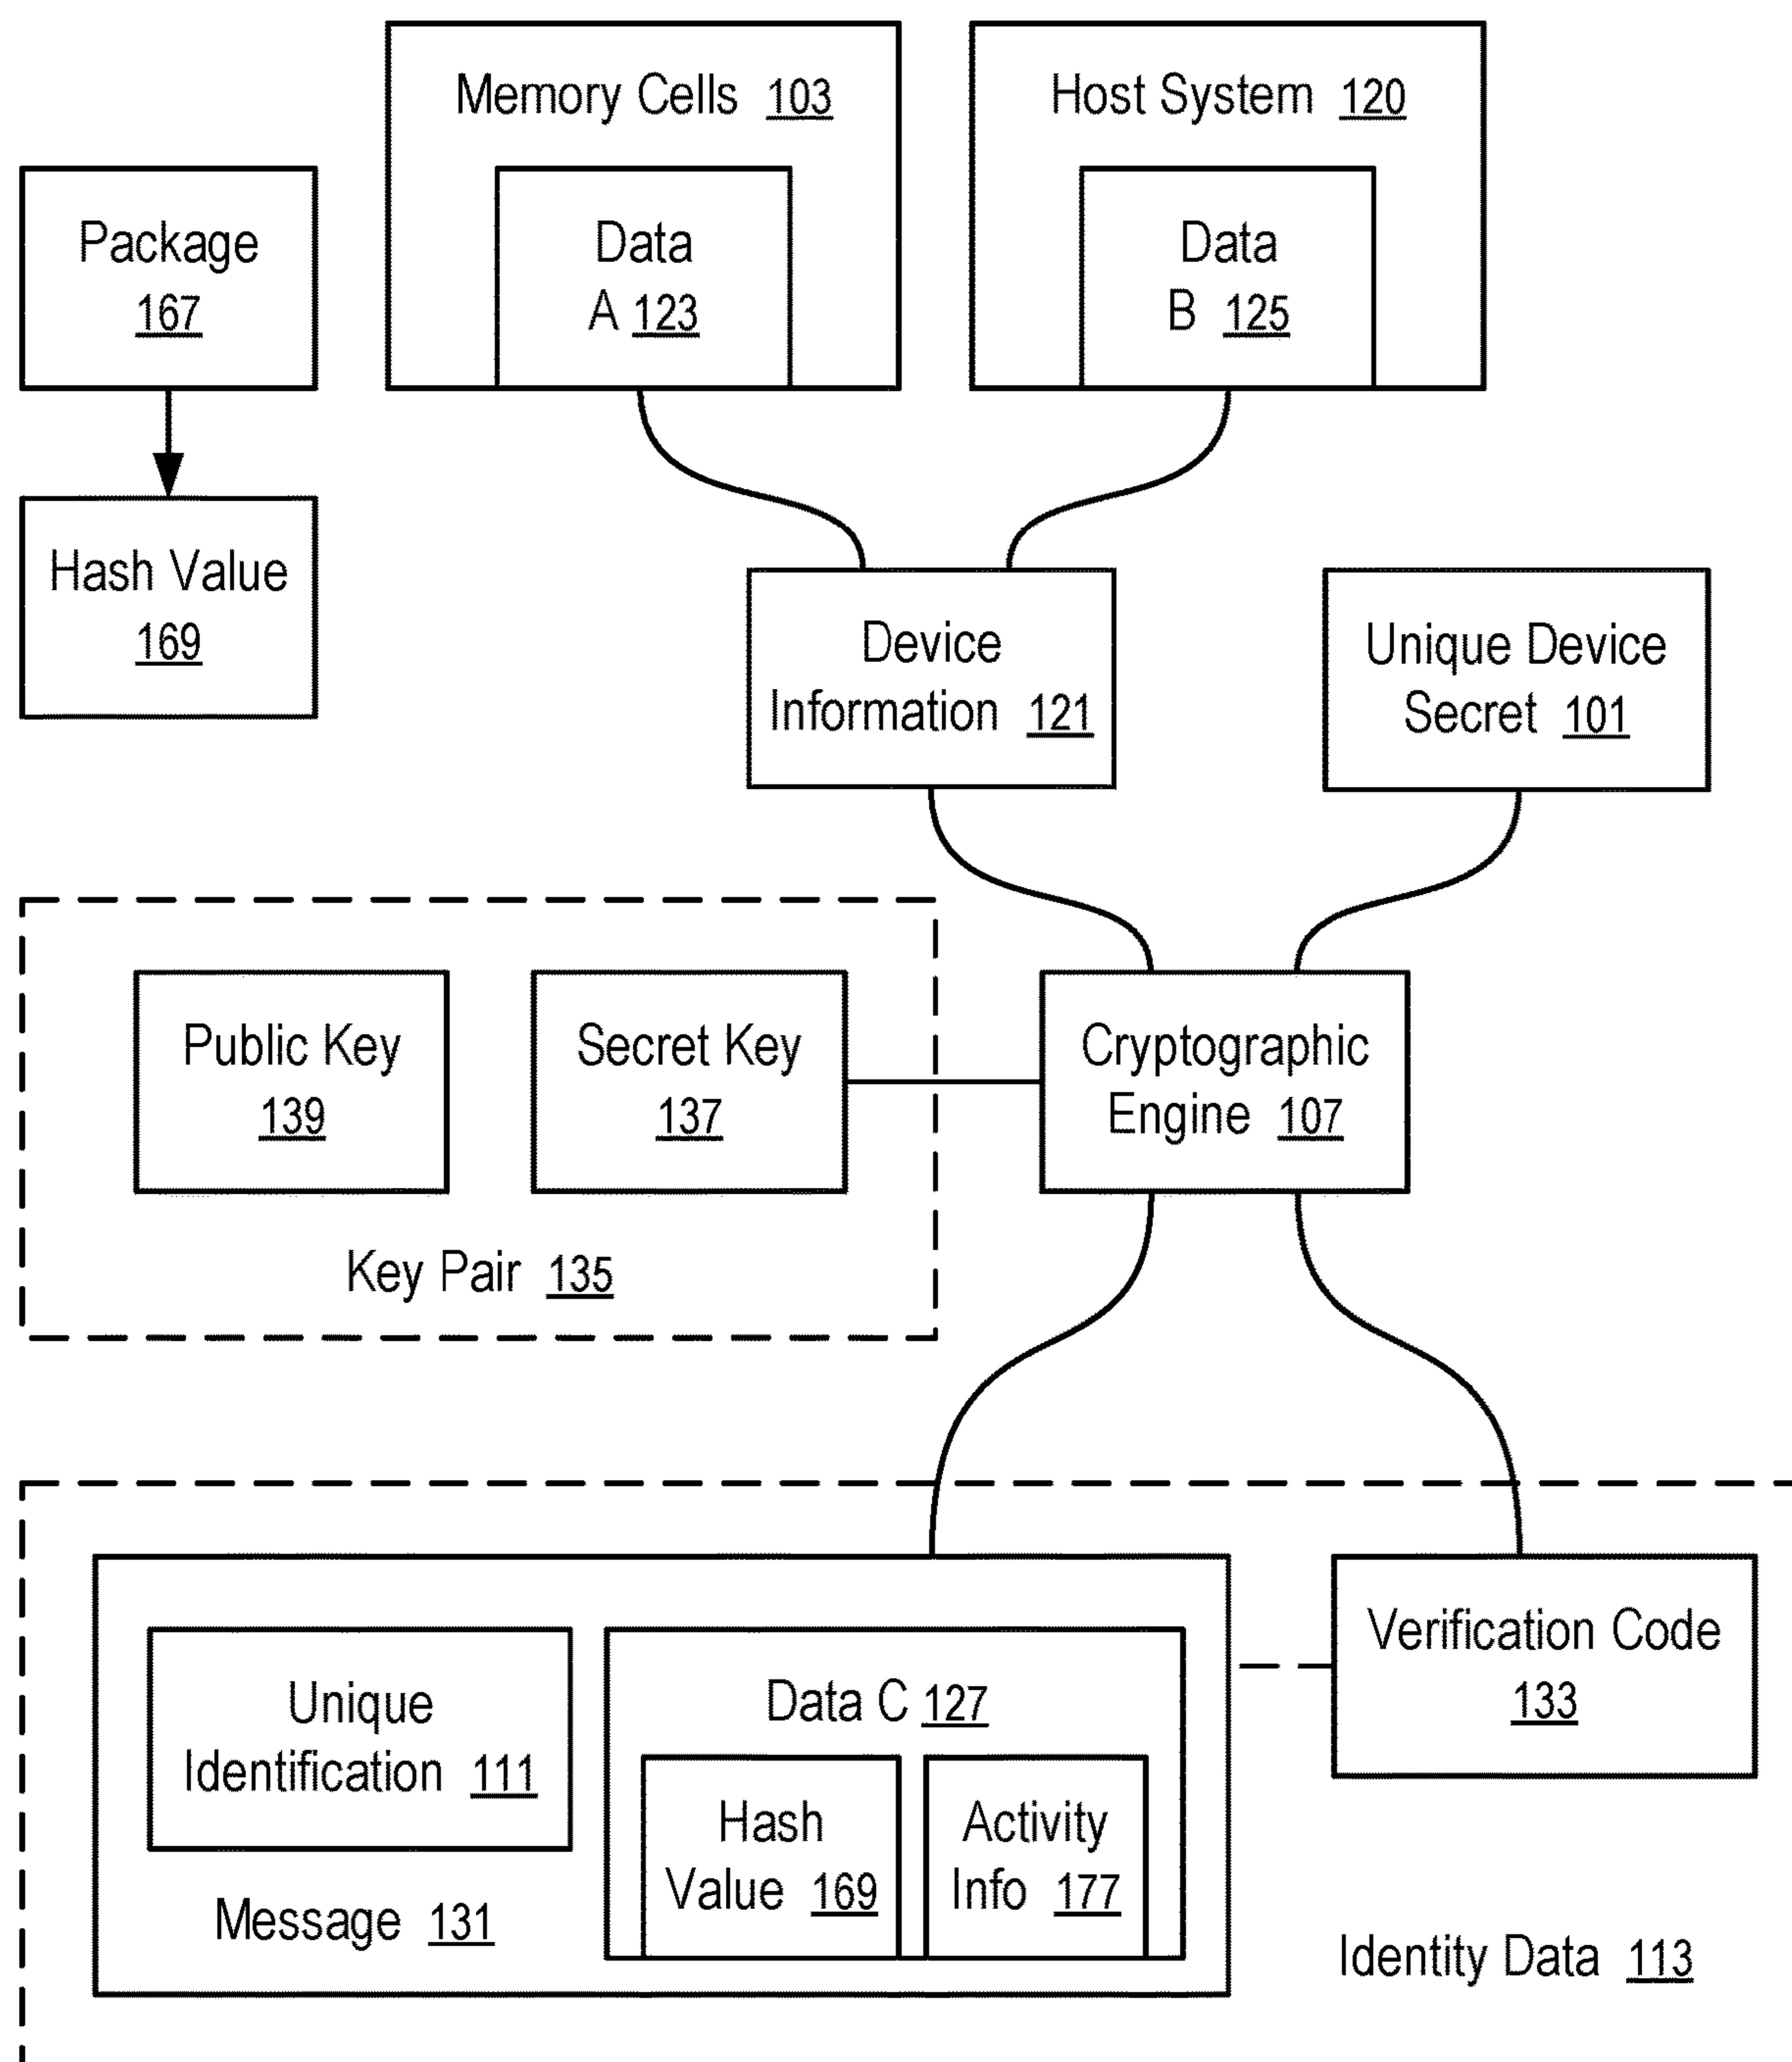 Memory Cells 103
Host System 120
Package
167
Data
A 123
Data
B 125
Hash Value
169
Device
Information 121
Unique Device
Secret 101
Public Key
139
Secret Key
137
Cryptographic
Engine 107
Key Pair 135
Verification Code
133
Unique
Identification 111
Data C 127
Hash
Value 169
Activity
Info 177
Message 131
Identity Data 113